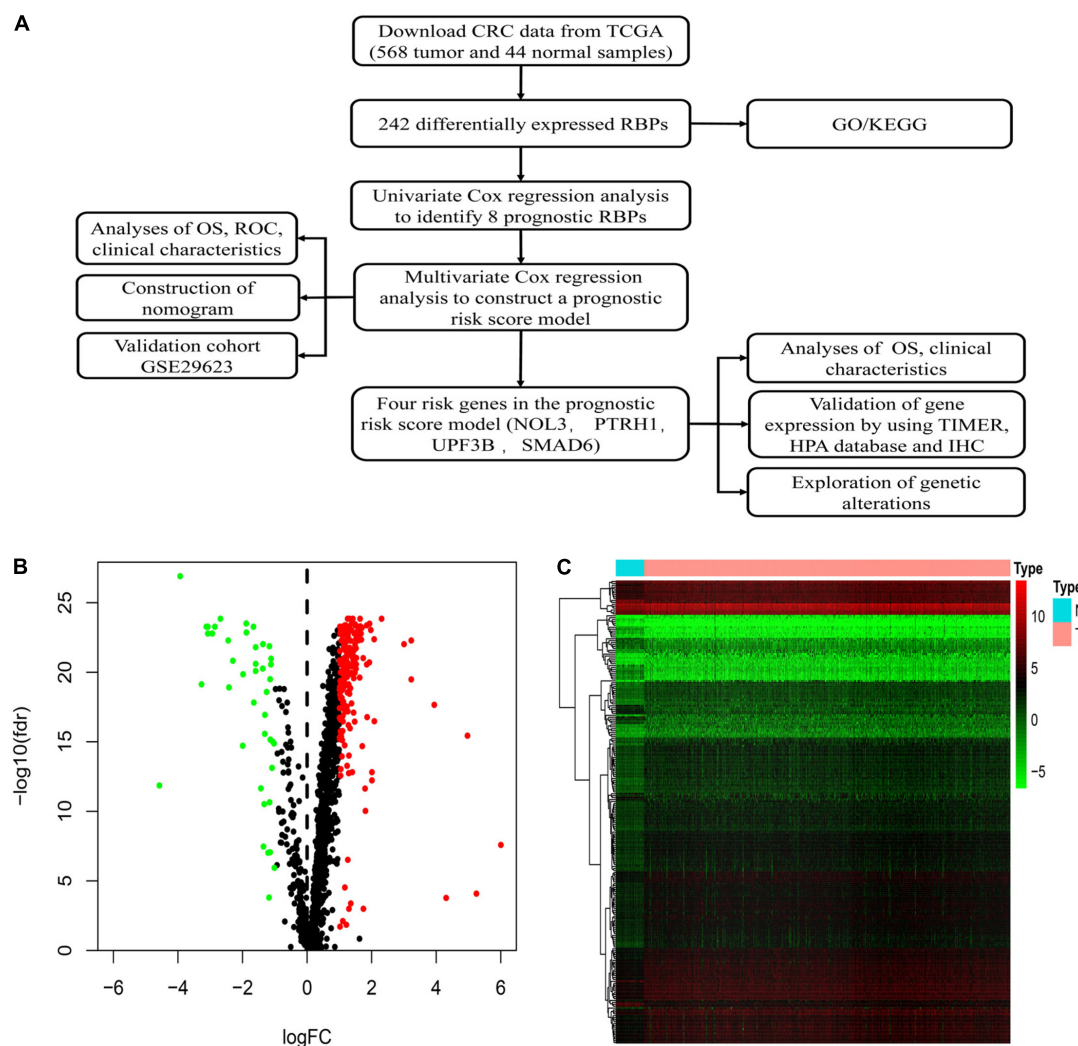 A
Download CRC data from TCGA
(568 tumor and 44 normal samples)
242 differentially expressed RBPs
GO/KEGG
Univariate Cox regression analysis
to identify 8 prognostic RBPs
Analyses of OS, ROC,
clinical characteristics
Construction of
nomogram
Validation cohort
GSE29623
Multivariate Cox regression
analysis to construct a prognostic
risk score model
Four risk genes in the prognostic
risk score model (NOL3, PTRH1,
UPF3B, SMAD6)
Analyses of OS, clinical
characteristics
Validation of gene
expression by using TIMER,
HPA database and IHC
Exploration of genetic
alterations
B
−log10(fdr)
25
20
15
10
5
0
−6 −4 −2 0 2 4 6
logFC
C
Type
10
5
0
−5
Type
N
T